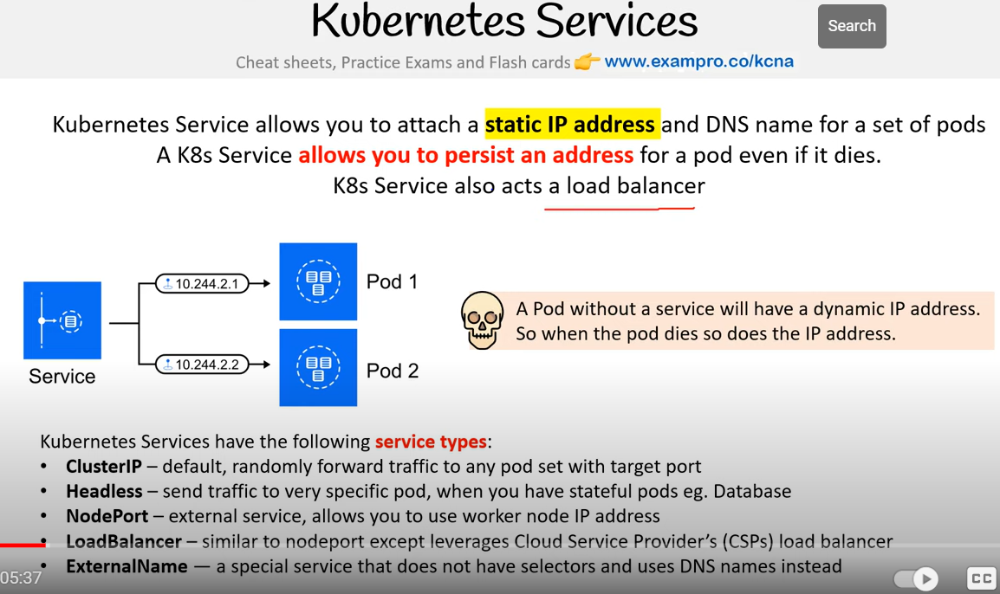 Kubernetes Services
Search
Cheat sheets, Practice Exams and Flash cards 👉 www.exampro.co/kcna
Kubernetes Service allows you to attach a static IP address and DNS name for a set of pods
A K8s Service allows you to persist an address for a pod even if it dies.
K8s Service also acts a load balancer
10.244.2.1
Pod 1
A Pod without a service will have a dynamic IP address.
So when the pod dies so does the IP address.
10.244.2.2
Pod 2
Service
Kubernetes Services have the following service types:
• ClusterIP – default, randomly forward traffic to any pod set with target port
• Headless – send traffic to very specific pod, when you have stateful pods eg. Database
• NodePort – external service, allows you to use worker node IP address
• LoadBalancer – similar to nodeport except leverages Cloud Service Provider's (CSPs) load balancer
• ExternalName — a special service that does not have selectors and uses DNS names instead
05:37
CC